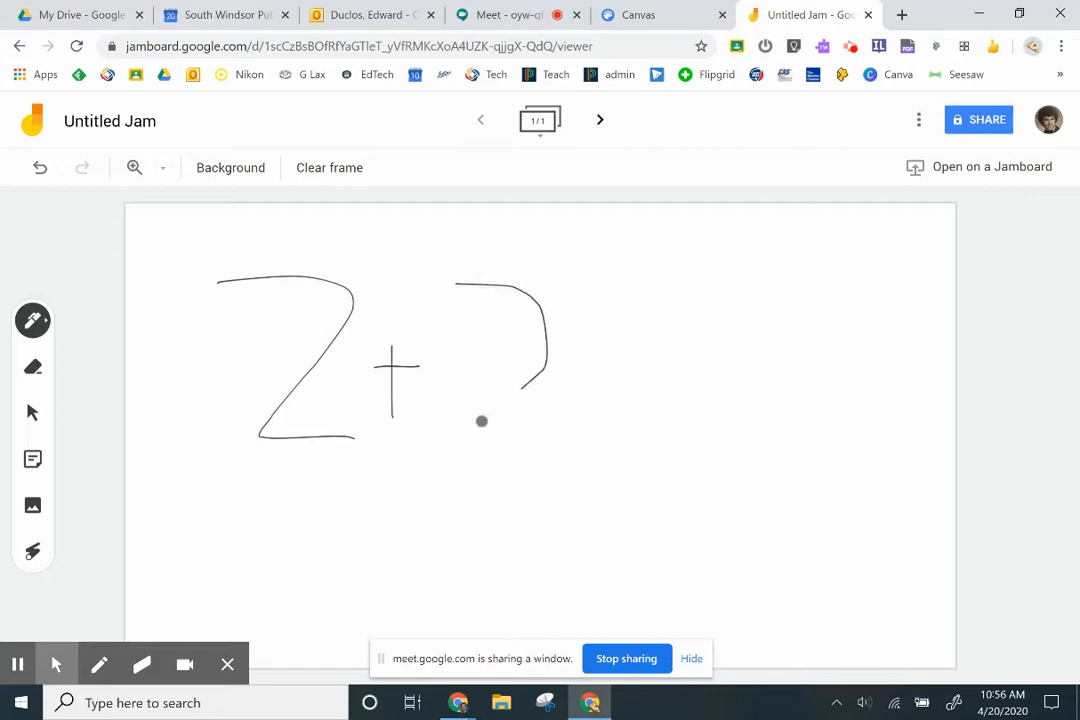 My Drive - Google
South Windsor Pu
Duclos, Edward - C
Meet - oyw-qf
Canvas
Untitled Jam - Goo
jamboard.google.com/d/1scCzBsBOfRfYaGTleT_yVfRMKcXoA4UZK-qjjgX-QdQ/viewer
Apps
Nikon
G Lax
EdTech
Tech
Teach
admin
Flipgrid
Canva
Seesaw
Untitled Jam
1/1
SHARE
Background
Clear frame
Open on a Jamboard
2+
meet.google.com is sharing a window.
Stop sharing
Hide
Type here to search
10:56 AM
4/20/2020